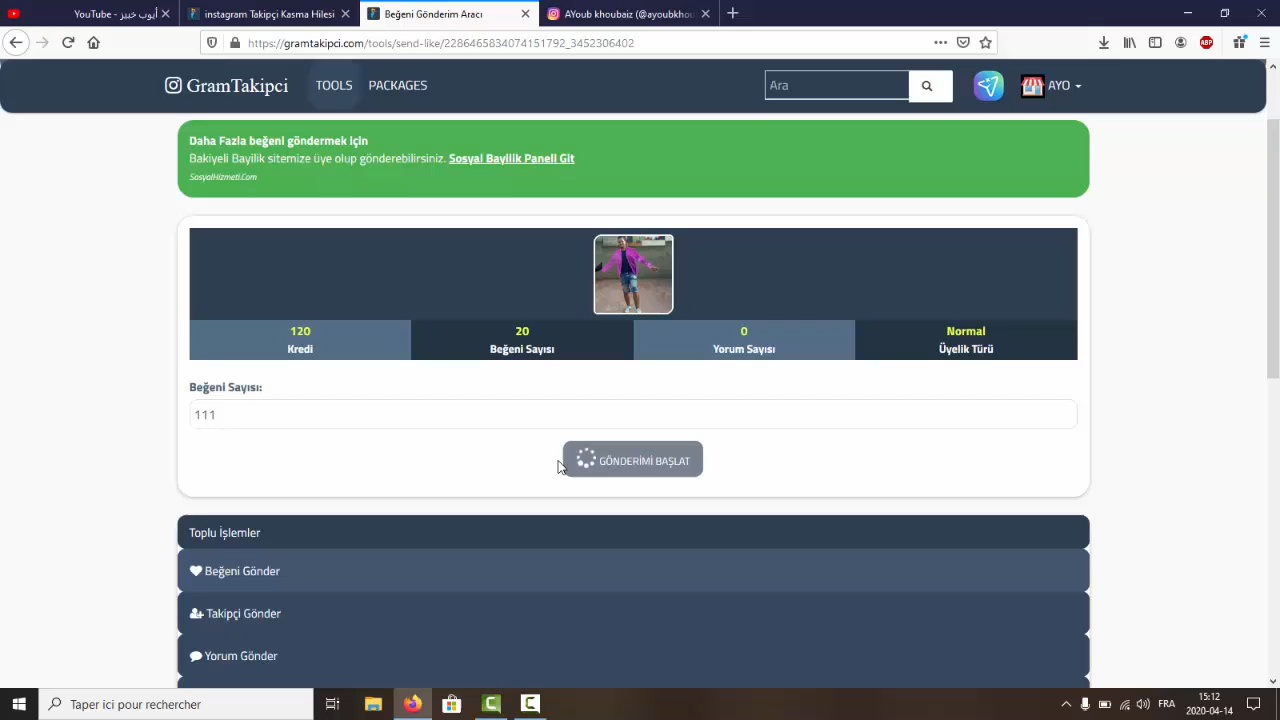 YouTube - أيوب خبيز
instagram Takipçi Kasma Hilesi
Beğeni Gönderim Aracı
AYoub khoubaiz (@ayoubkhou
https://gramtakipci.com/tools/send-like/2286465834074151792_3452306402
ABP
GramTakipci
TOOLS
PACKAGES
Ara
AYO
Daha Fazla beğeni göndermek için
Bakiyeli Bayilik sitemize üye olup gönderebilirsiniz. Sosyal Bayilik Paneli Git
SosyalHizmeti.Com
120
20
0
Normal
Kredi
Beğeni Sayısı
Yorum Sayısı
Üyelik Türü
Beğeni Sayısı:
111
GÖNDERİMİ BAŞLAT
Toplu İşlemler
Beğeni Gönder
Takipçi Gönder
Yorum Gönder
Taper ici pour rechercher
FRA
15:12
2020-04-14